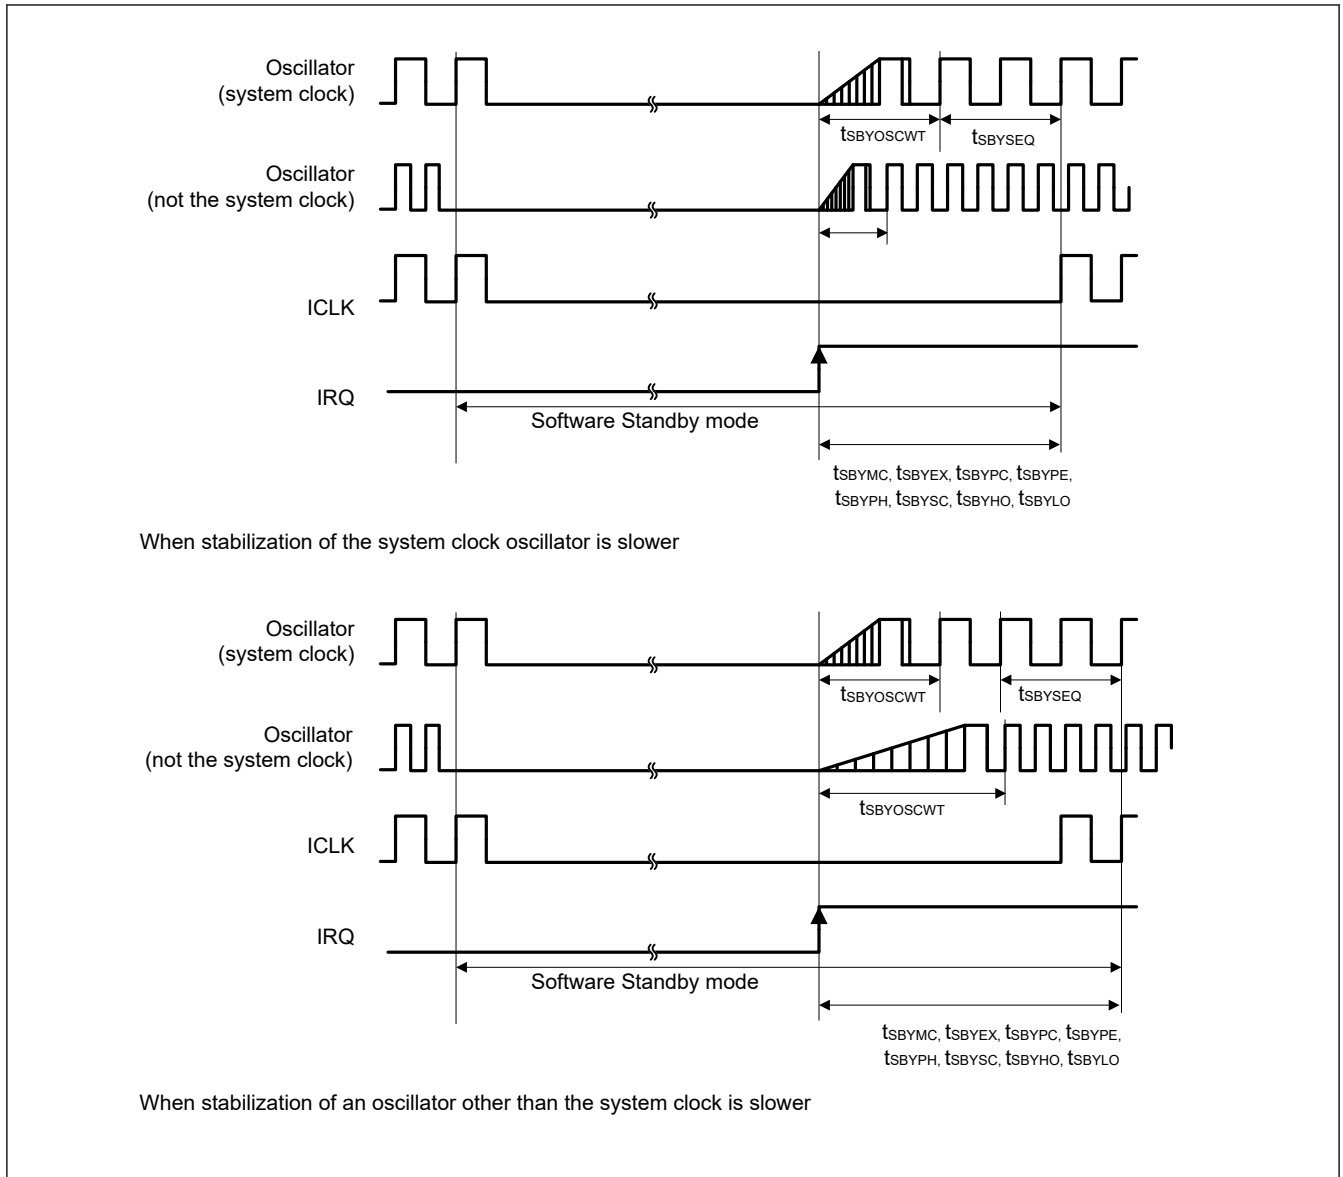 Oscillator
(system clock)
tSBYOSCWT
tSBYSEQ
Oscillator
(not the system clock)
ICLK
IRQ
Software Standby mode
tSBYMC, tSBYEX, tSBYPC, tSBYPE,
tSBYPH, tSBYSC, tSBYHO, tSBYLO
When stabilization of the system clock oscillator is slower
Oscillator
(system clock)
tSBYOSCWT
tSBYSEQ
Oscillator
(not the system clock)
tSBYOSCWT
ICLK
IRQ
Software Standby mode
tSBYMC, tSBYEX, tSBYPC, tSBYPE,
tSBYPH, tSBYSC, tSBYHO, tSBYLO
When stabilization of an oscillator other than the system clock is slower